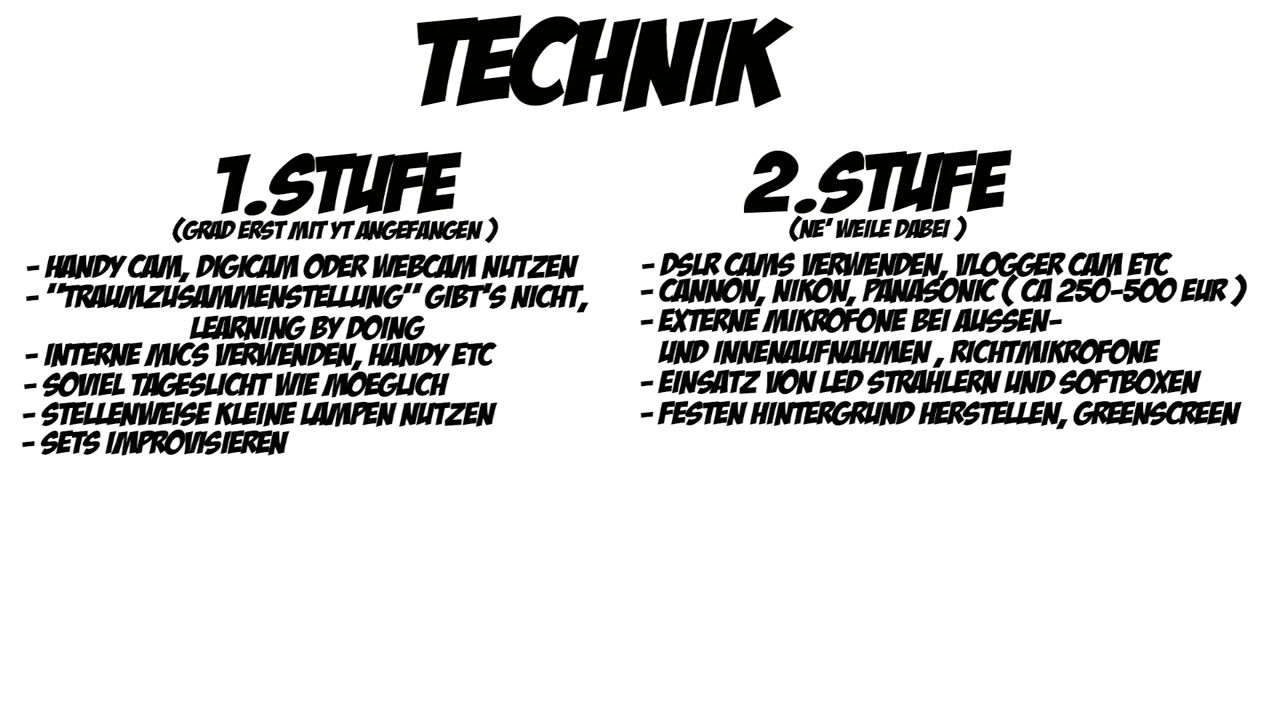 TECHNIK
1.STUFE
(GRAD ERST MIT YT ANGEFANGEN )
- HANDY CAM, DIGICAM ODER WEBCAM NUTZEN
- "TRAUMZUSAMMENSTELLUNG" GIBT'S NICHT,
LEARNING BY DOING
- INTERNE MICS VERWENDEN, HANDY ETC
- SOVIEL TAGESLICHT WIE MOEGLICH
- STELLENWEISE KLEINE LAMPEN NUTZEN
- SETS IMPROVISIEREN
2.STUFE
(NE' WEILE DABEI )
- DSLR CAMS VERWENDEN, VLOGGER CAM ETC
- CANNON, NIKON, PANASONIC ( CA 250-500 EUR )
- EXTERNE MIKROFONE BEI AUSSEN-
UND INNENAUFNAHMEN , RICHTMIKROFONE
- EINSATZ VON LED STRAHLERN UND SOFTBOXEN
- FESTEN HINTERGRUND HERSTELLEN, GREENSCREEN